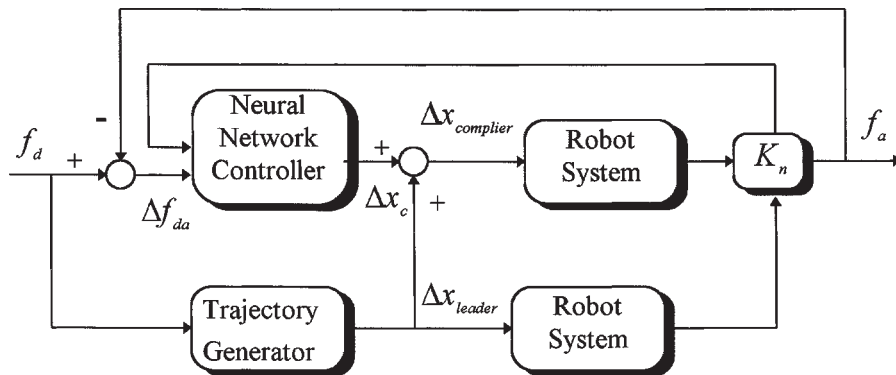 -
f_d
+
Δf_da
Neural
Network
Controller
+
Δx_c
+
Δx_complier
Robot
System
K_n
f_a
Trajectory
Generator
Δx_leader
Robot
System